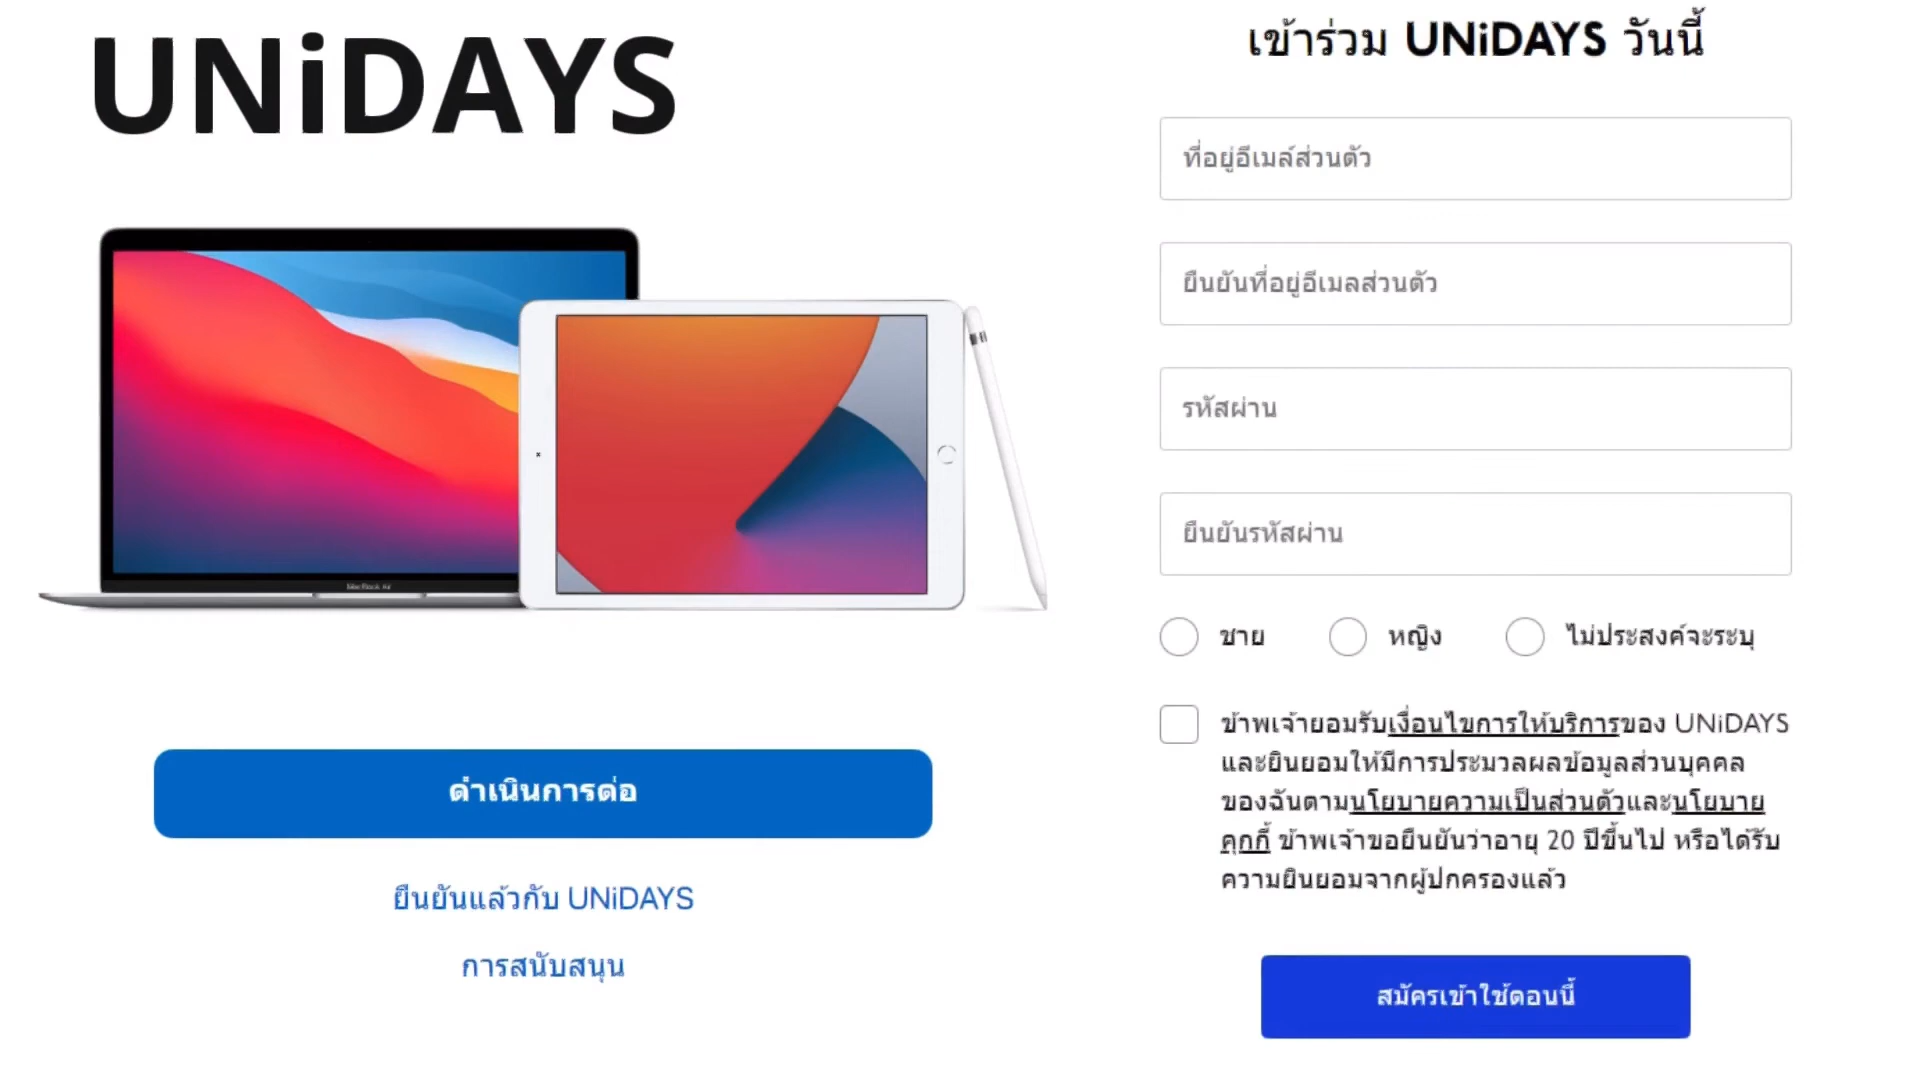 UNiDAYS
MacBook Air
ดำเนินการต่อ
ยืนยันแล้วกับ UNiDAYS
การสนับสนุน
เข้าร่วม UNiDAYS วันนี้
ที่อยู่อีเมล์ส่วนตัว
ยืนยันที่อยู่อีเมลส่วนตัว
รหัสผ่าน
ยืนยันรหัสผ่าน
ชาย หญิง ไม่ประสงค์จะระบุ
ข้าพเจ้ายอมรับเงื่อนไขการให้บริการของ UNiDAYS
และยินยอมให้มีการประมวลผลข้อมูลส่วนบุคคล
ของฉันตามนโยบายความเป็นส่วนตัวและนโยบาย
คุกกี้ ข้าพเจ้าขอยืนยันว่าอายุ 20 ปีขึ้นไป หรือได้รับ
ความยินยอมจากผู้ปกครองแล้ว
สมัครเข้าใช้ตอนนี้